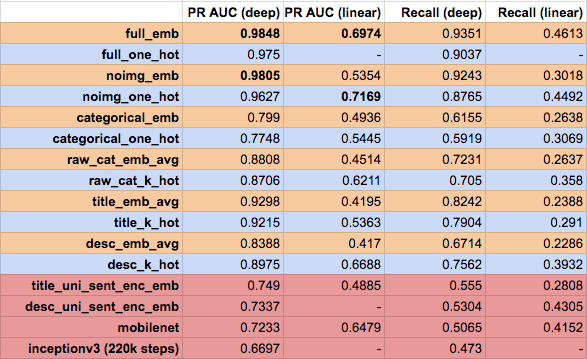 PR AUC (deep) PR AUC (linear) Recall (deep) Recall (linear)
full_emb 0.9848 0.6974 0.9351 0.4613
full_one_hot 0.975 - 0.9037 -
noimg_emb 0.9805 0.5354 0.9243 0.3018
noimg_one_hot 0.9627 0.7169 0.8765 0.4492
categorical_emb 0.799 0.4936 0.6155 0.2638
categorical_one_hot 0.7748 0.5445 0.5919 0.3069
raw_cat_emb_avg 0.8808 0.4514 0.7231 0.2637
raw_cat_k_hot 0.8706 0.6211 0.705 0.358
title_emb_avg 0.9298 0.4195 0.8242 0.2388
title_k_hot 0.9215 0.5363 0.7904 0.291
desc_emb_avg 0.8388 0.417 0.6714 0.2286
desc_k_hot 0.8975 0.6688 0.7562 0.3932
title_uni_sent_enc_emb 0.749 0.4885 0.555 0.2808
desc_uni_sent_enc_emb 0.7337 - 0.5304 0.4305
mobilenet 0.7233 0.6479 0.5065 0.4152
inceptionv3 (220k steps) 0.6697 - 0.473 -